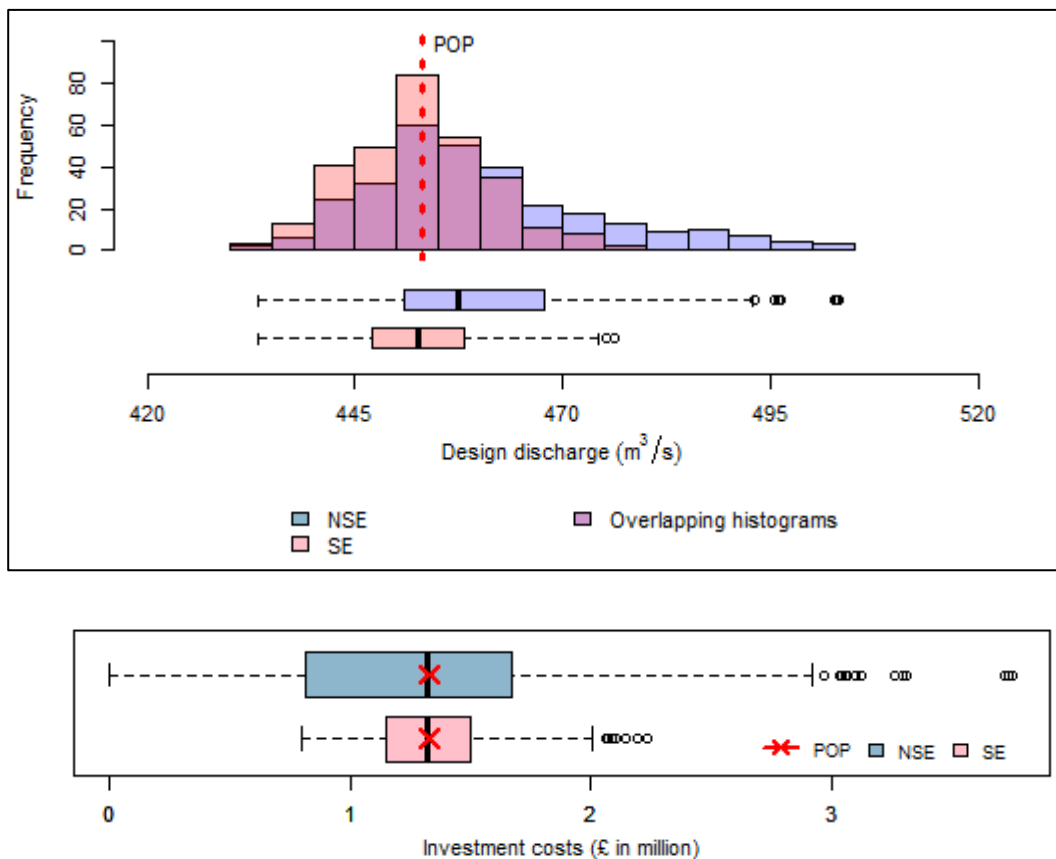 POP
Frequency
80
60
40
20
0
420 445 470 495 520
Design discharge (m³/s)
NSE
SE
Overlapping histograms
POP NSE SE
0 1 2 3
Investment costs (£ in million)